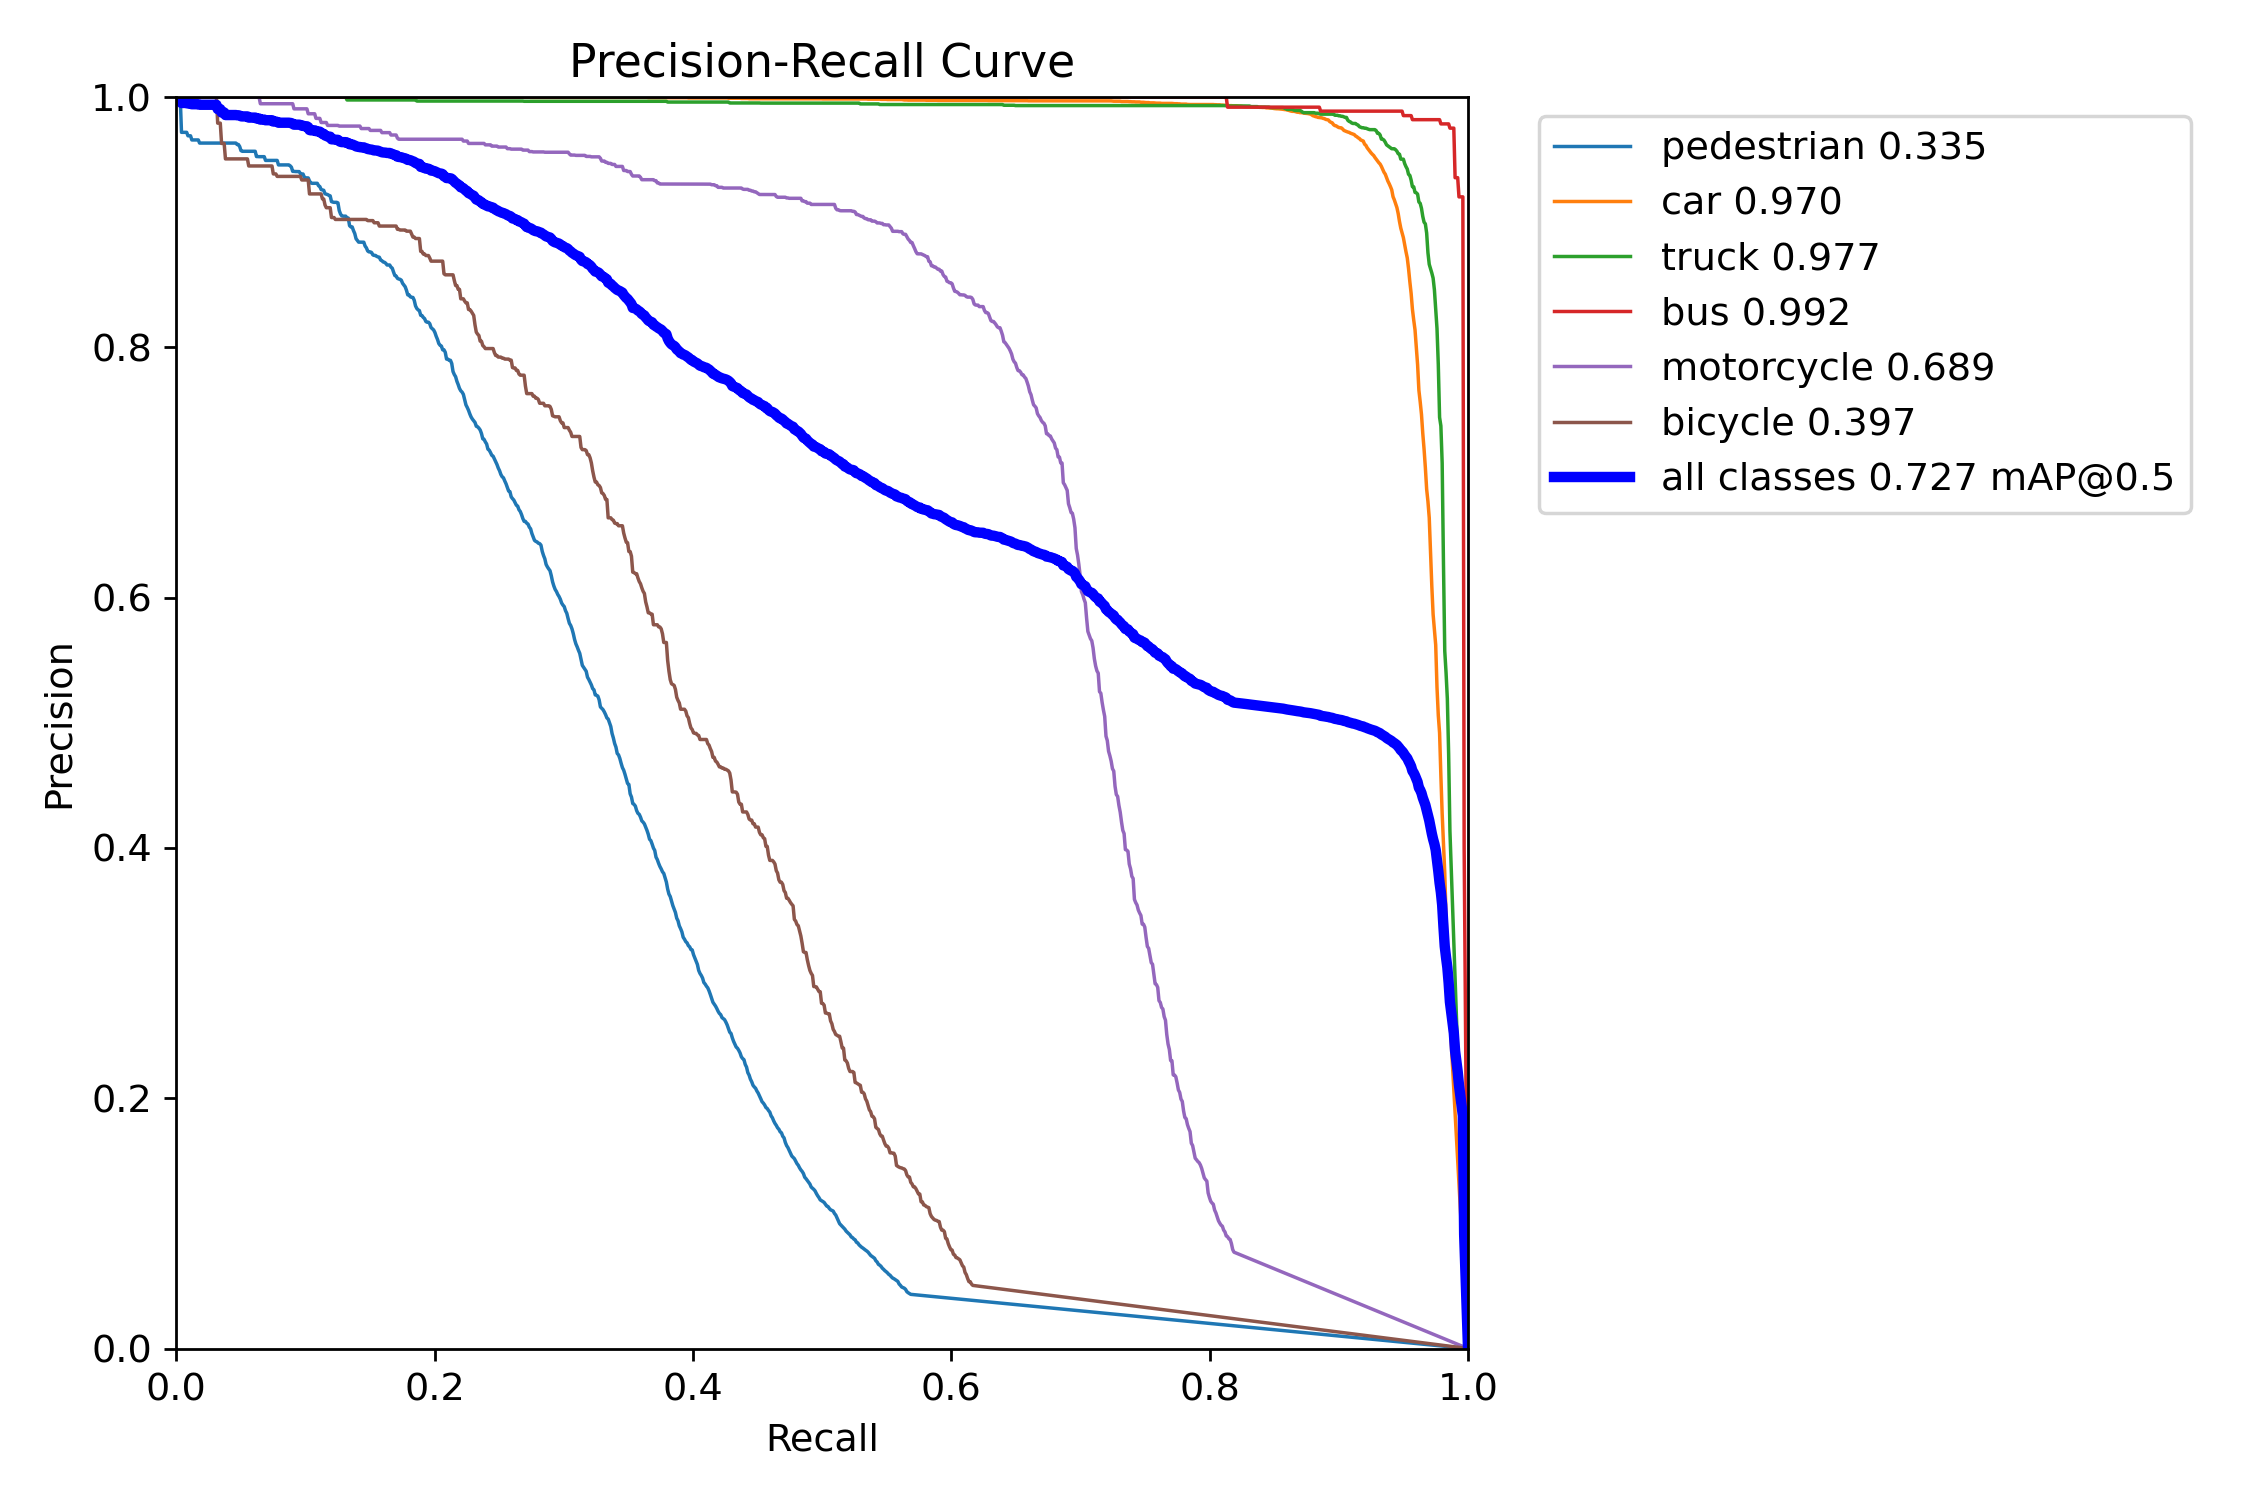 Precision-Recall Curve
1.0
0.8
0.6
0.4
0.2
0.0
Precision
0.0 0.2 0.4 0.6 0.8 1.0
Recall
pedestrian 0.335
car 0.970
truck 0.977
bus 0.992
motorcycle 0.689
bicycle 0.397
all classes 0.727 mAP@0.5